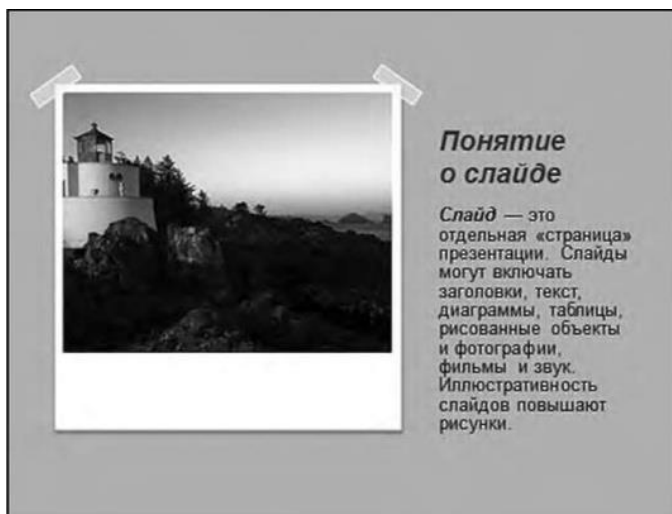 Понятие
о слайде
Слайд — это
отдельная «страница»
презентации. Слайды
могут включать
заголовки, текст,
диаграммы, таблицы,
рисованные объекты
и фотографии,
фильмы и звук.
Иллюстративность
слайдов повышают
рисунки.